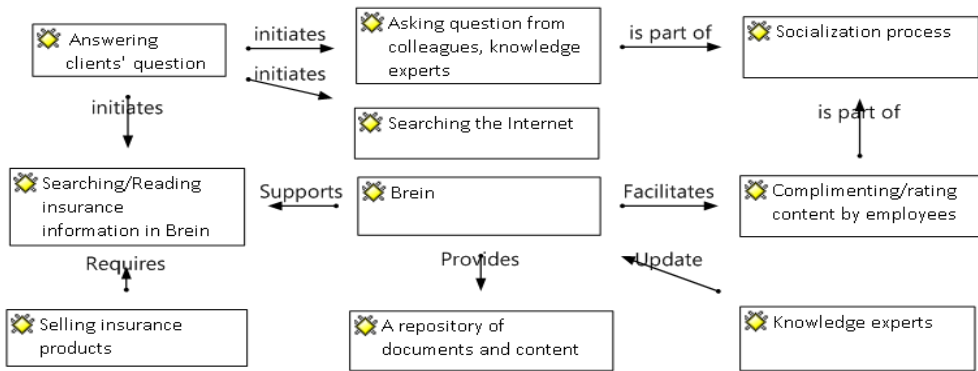 Answering
clients' question
initiates
initiates
Asking question from
colleagues, knowledge
experts
is part of
Socialization process
initiates
Searching the Internet
is part of
Searching/Reading
insurance
information in Brein
Supports
Brein
Facilitates
Complimenting/rating
content by employees
Requires
Provides
Update
Selling insurance
products
A repository of
documents and content
Knowledge experts